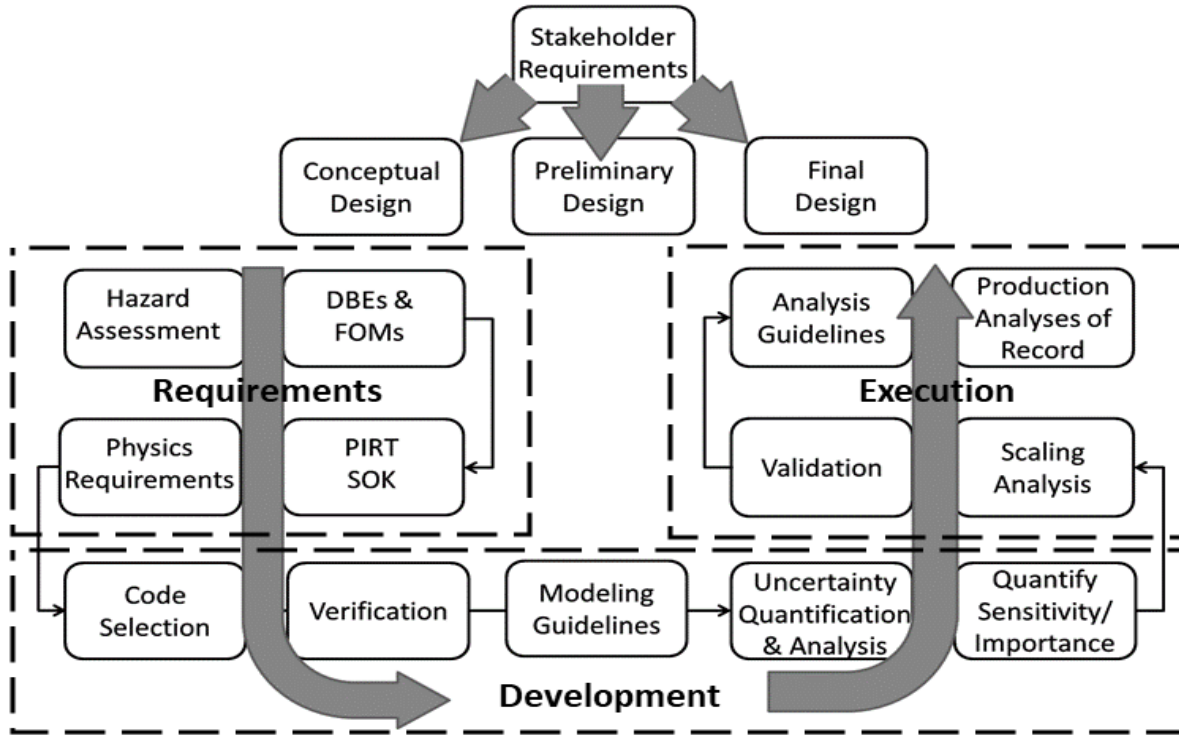 Stakeholder
Requirements
Conceptual
Design
Preliminary
Design
Final
Design
Hazard
Assessment
DBEs &
FOMs
Requirements
Physics
Requirements
PIRT
SOK
Analysis
Guidelines
Production
Analyses of
Record
Execution
Validation
Scaling
Analysis
Code
Selection
Verification
Modeling
Guidelines
Uncertainty
Quantification
& Analysis
Quantify
Sensitivity/
Importance
Development